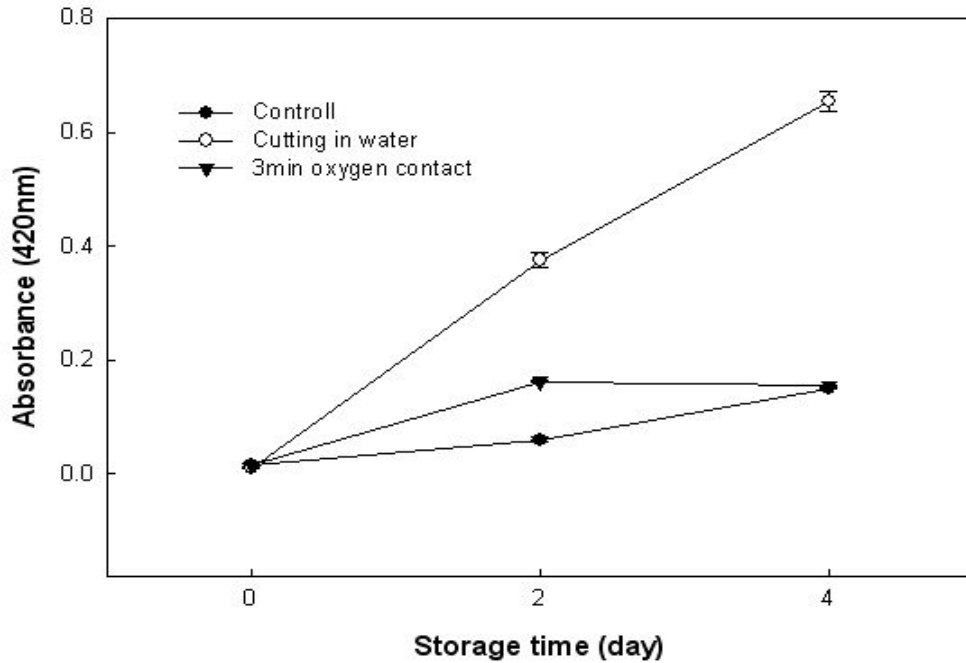 0.8
0.6
0.4
0.2
0.0
Absorbance (420nm)
Controll
Cutting in water
3min oxygen contact
0 2 4
Storage time (day)